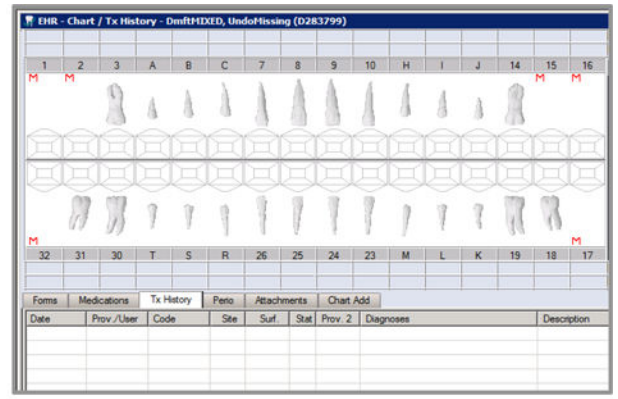 EHR - Chart / Tx History - DmftMIXED, UndoMissing (D283799)
1 2 3 A B C 7 8 9 10 H I J 14 15 16
M M M M
M M
32 31 30 T S R 26 25 24 23 M L K 19 18 17
Forms Medications Tx History Perio Attachments Chart Add
Date Prov./User Code Site Surf. Stat Prov. 2 Diagnoses Description